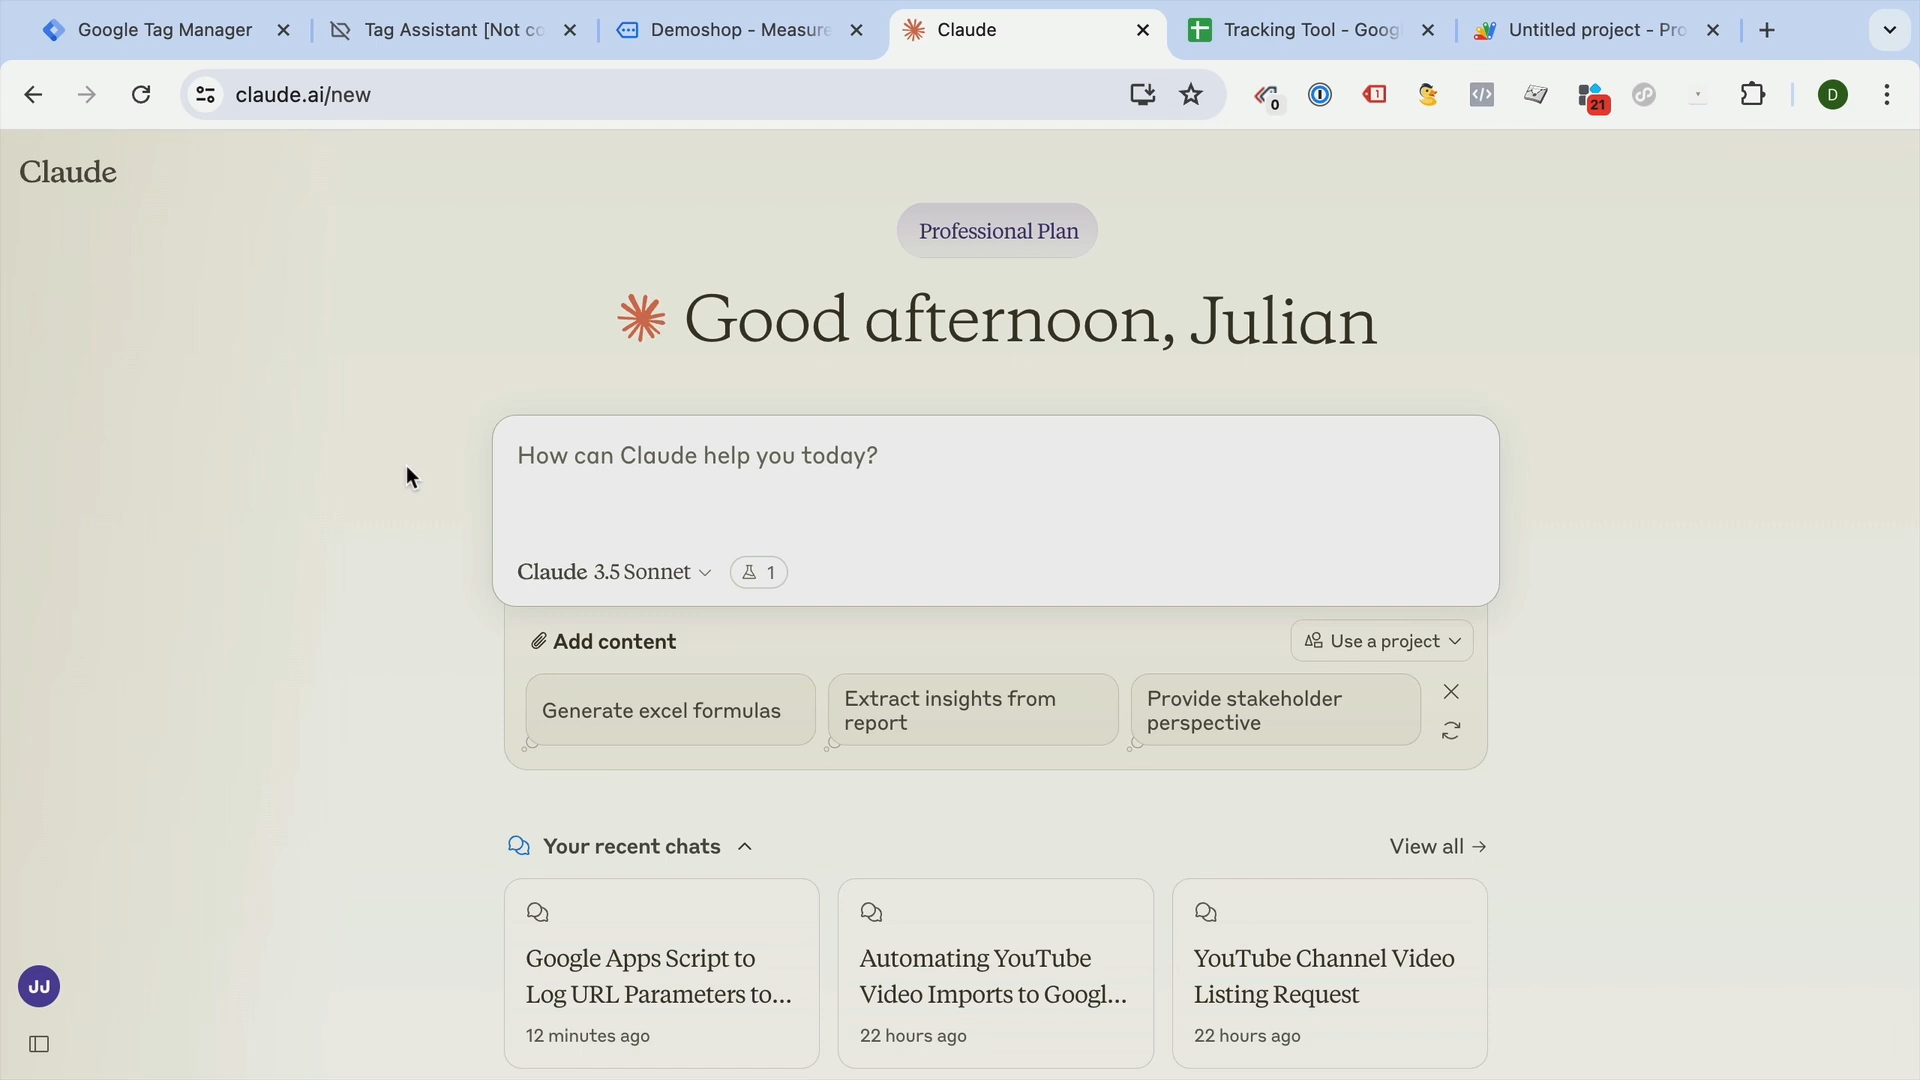 Google Tag Manager
Tag Assistant [Not co
Demoshop - Measure
Claude
Tracking Tool - Goog
Untitled project - Pro
claude.ai/new
0
1
21
D
Claude
Professional Plan
Good afternoon, Julian
How can Claude help you today?
Claude 3.5 Sonnet
1
Add content
Use a project
Generate excel formulas
Extract insights from
report
Provide stakeholder
perspective
Your recent chats
View all →
Google Apps Script to
Log URL Parameters to...
12 minutes ago
Automating YouTube
Video Imports to Googl...
22 hours ago
YouTube Channel Video
Listing Request
22 hours ago
JJ